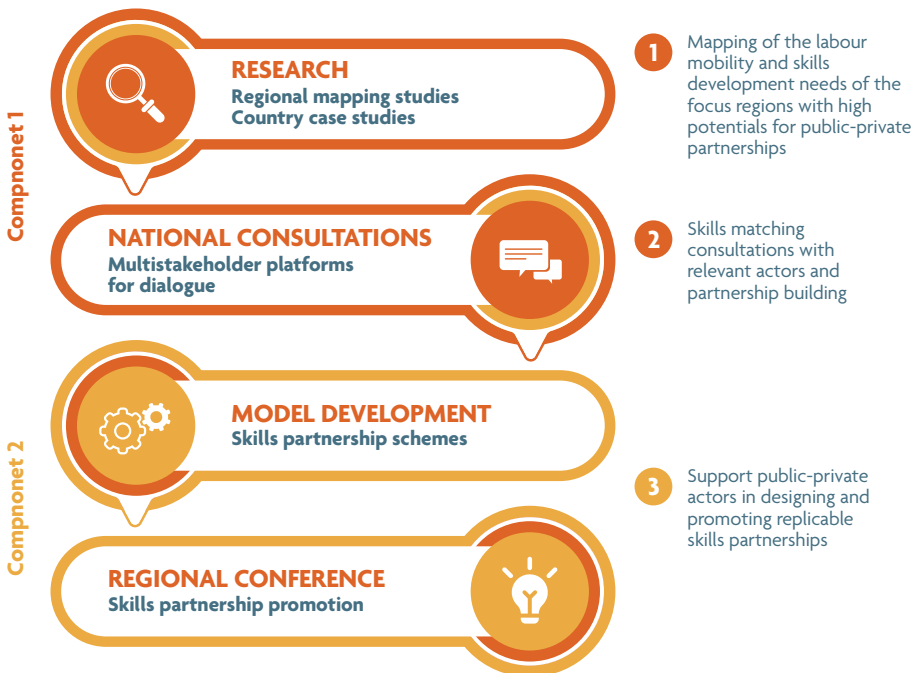 Compnonet 1
RESEARCH
Regional mapping studies
Country case studies
1
Mapping of the labour
mobility and skills
development needs of the
focus regions with high
potentials for public-private
partnerships
NATIONAL CONSULTATIONS
Multistakeholder platforms
for dialogue
2
Skills matching
consultations with
relevant actors and
partnership building
Compnonet 2
MODEL DEVELOPMENT
Skills partnership schemes
3
Support public-private
actors in designing and
promoting replicable
skills partnerships
REGIONAL CONFERENCE
Skills partnership promotion